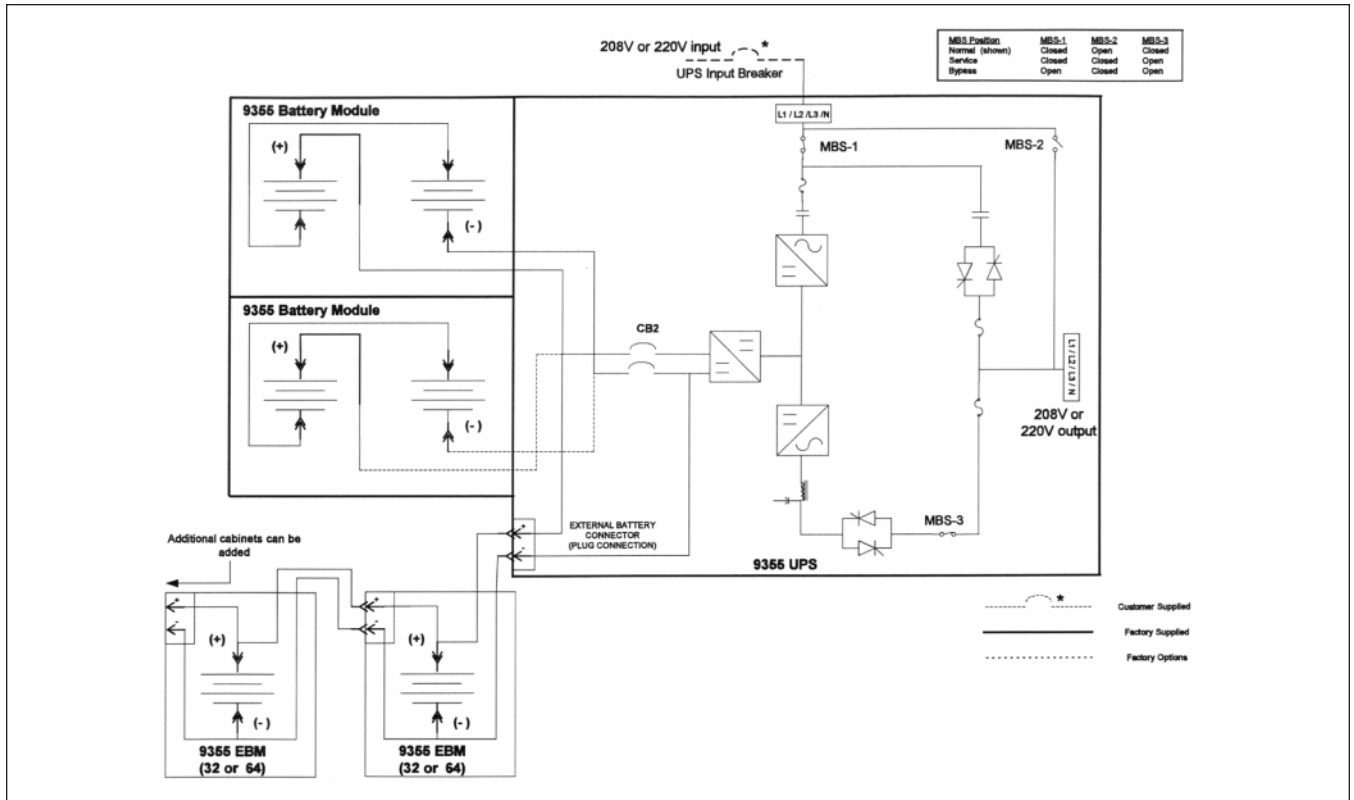 208V or 220V input
*
UPS Input Breaker
MBS Position MBS-1 MBS-2 MBS-3
Normal (shown) Closed Open Closed
Service Closed Closed Open
Bypass Open Closed Open
9355 Battery Module
(+)
(-)
9355 Battery Module
(+)
(-)
L1 / L2 / L3 /N
MBS-1
MBS-2
CB2
L1 / L2 / L3 / N
208V or
220V output
MBS-3
EXTERNAL BATTERY
CONNECTOR
(PLUG CONNECTION)
+
-
9355 UPS
Additional cabinets can be
added
+
-
(+)
(-)
9355 EBM
(32 or 64)
+
-
(+)
(-)
9355 EBM
(32 or 64)
* Customer Supplied
Factory Supplied
Factory Options